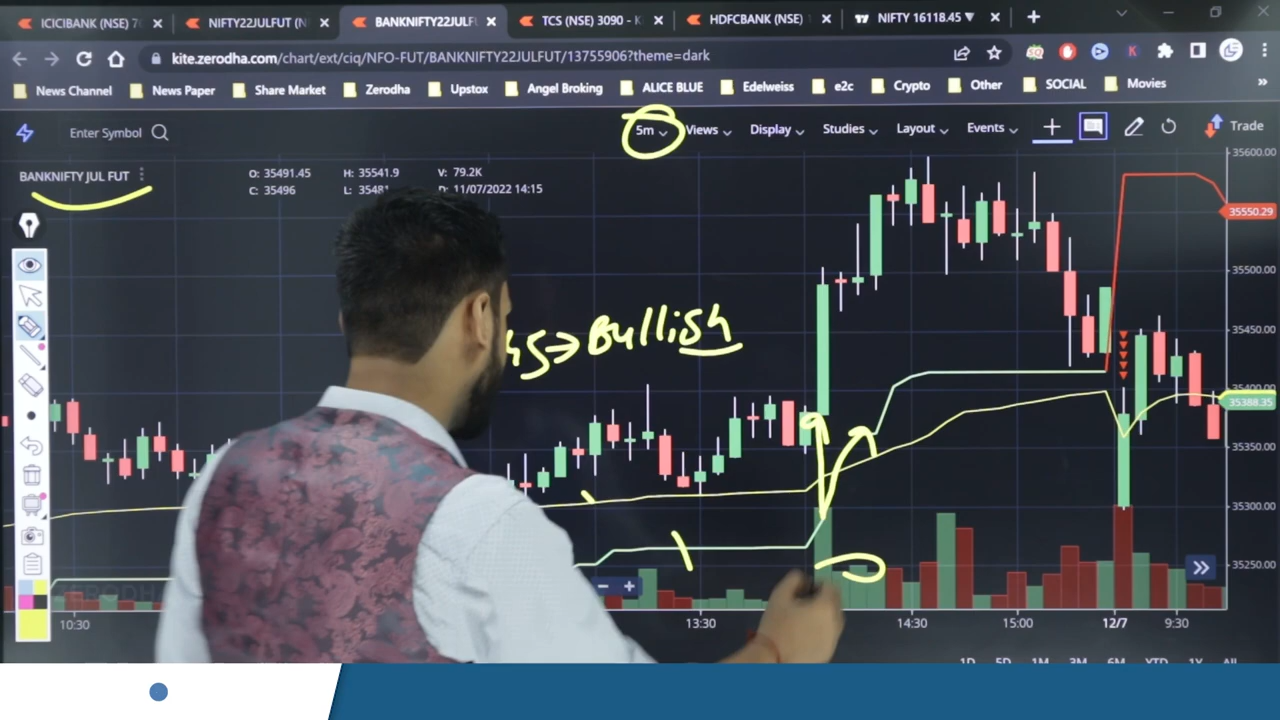 ICICIBANK (NSE) 7
NIFTY22JULFUT (N
BANKNIFTY22JULF
TCS (NSE) 3090 - K
HDFCBANK (NSE)
NIFTY 16118.45 ▼
kite.zerodha.com/chart/ext/ciq/NFO-FUT/BANKNIFTY22JULFUT/13755906?theme=dark
News Channel
News Paper
Share Market
Zerodha
Upstox
Angel Broking
ALICE BLUE
Edelweiss
e2c
Crypto
Other
SOCIAL
Movies
Enter Symbol
5m
Views
Display
Studies
Layout
Events
Trade
BANKNIFTY JUL FUT
O: 35491.45 H: 35541.9 V: 79.2K
C: 35496 L: 3548 D: 11/07/2022 14:15
Bullish
35600.00
35550.29
35500.00
35450.00
35400.00
35388.35
35350.00
35300.00
35250.00
10:30
13:30
14:30
15:00
12/7
9:30
1D 5D 1M 3M 6M YTD 1Y All